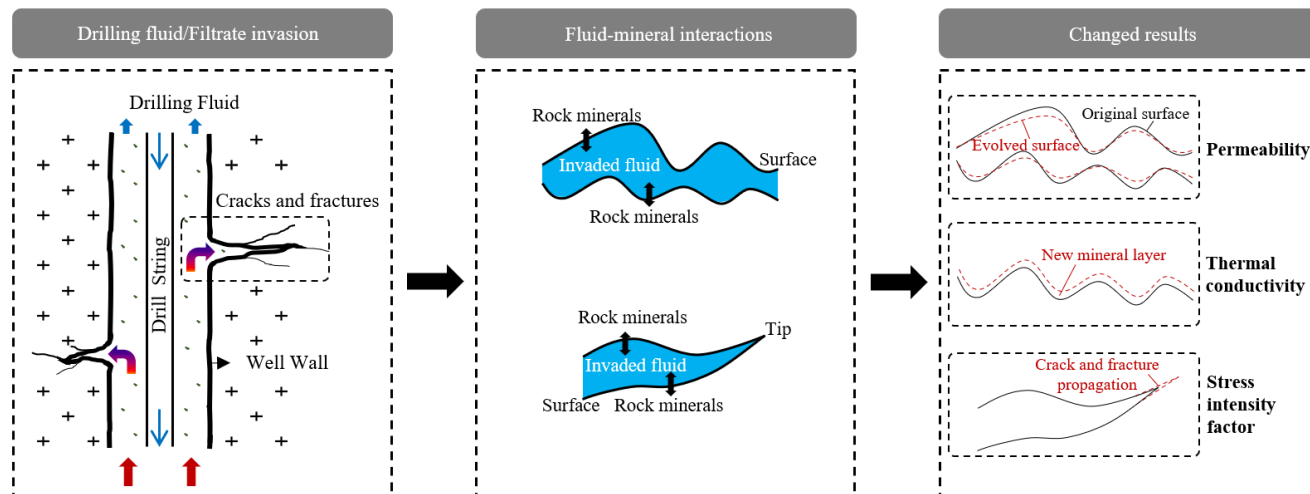 Drilling fluid/Filtrate invasion
Drilling Fluid
Cracks and fractures
Drill String
Well Wall
Fluid-mineral interactions
Rock minerals
Invaded fluid
Surface
Rock minerals
Rock minerals
Tip
Invaded fluid
Surface
Rock minerals
Changed results
Original surface
Evolved surface
Permeability
New mineral layer
Thermal
conductivity
Crack and fracture
propagation
Stress
intensity
factor